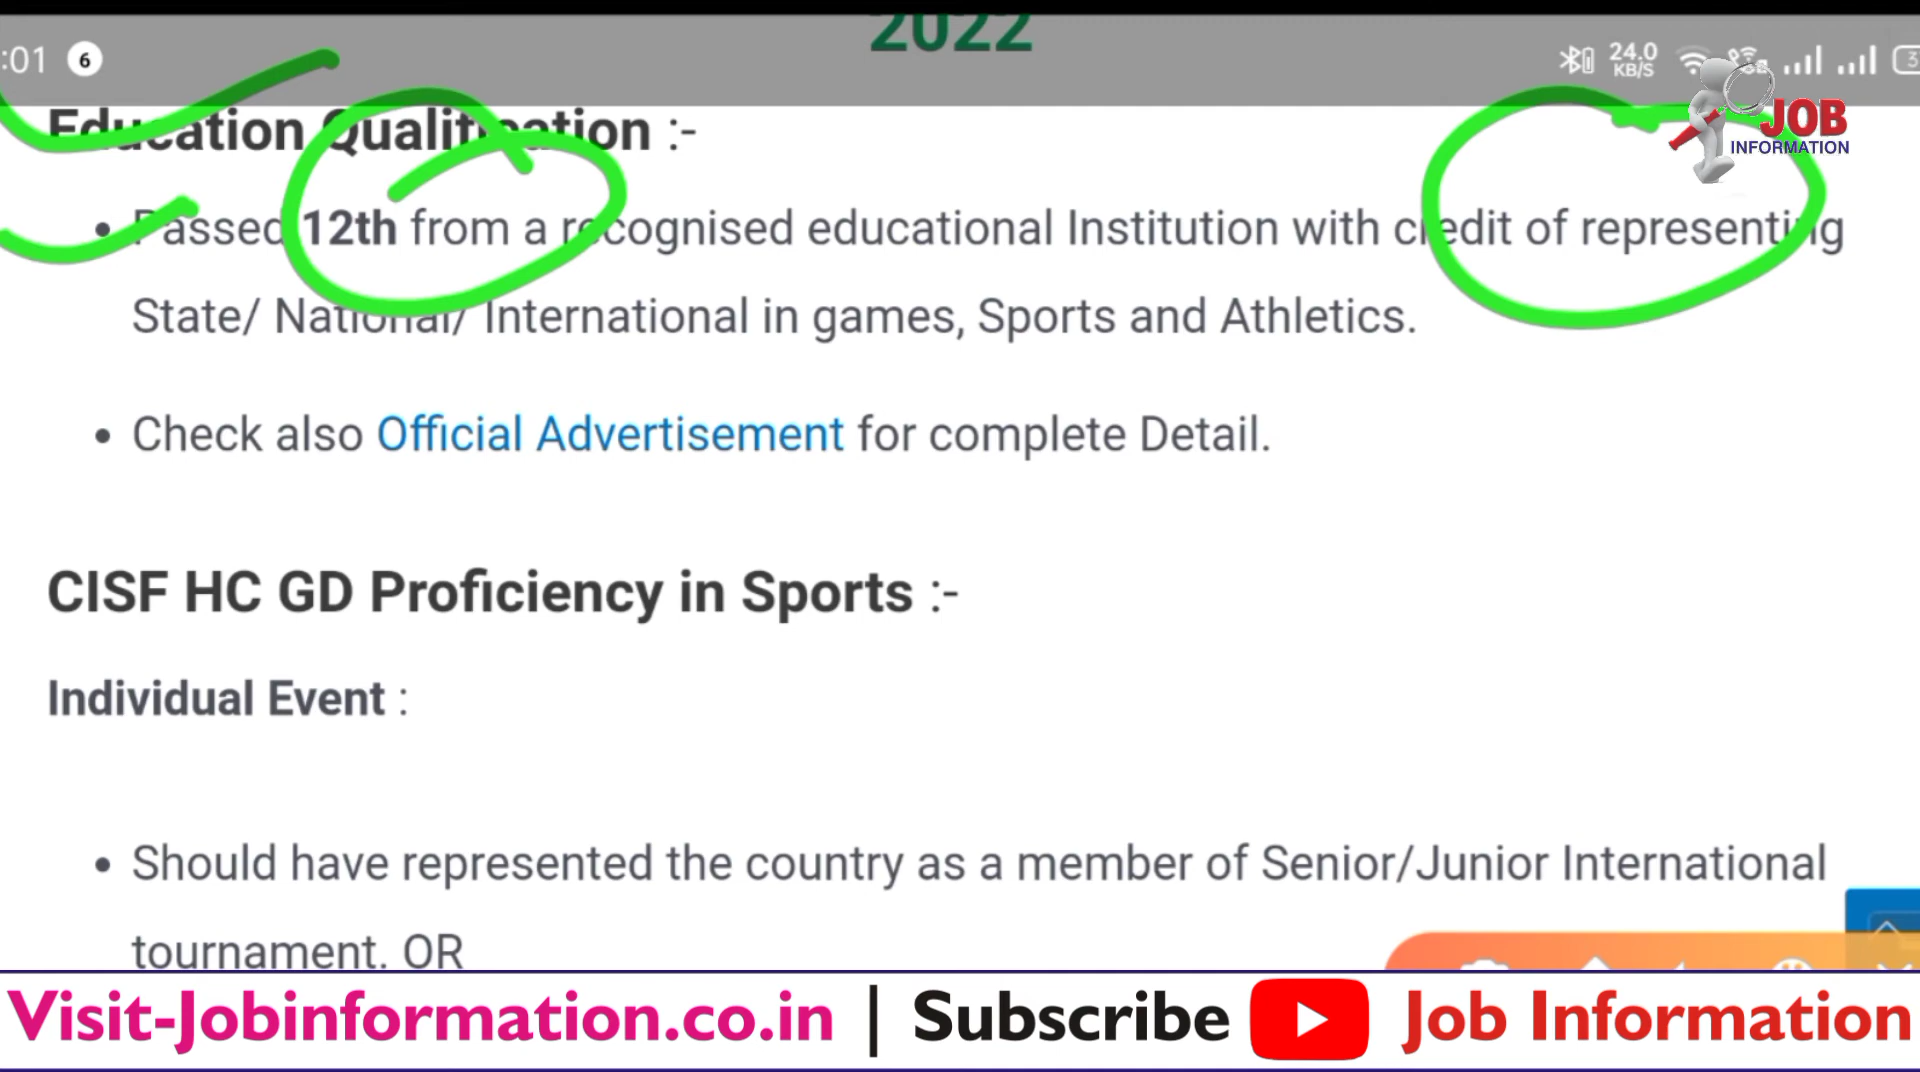 2022
:01 6
24.0
KB/S
3
JOB
INFORMATION
Education Qualification :-
• Passed 12th from a recognised educational Institution with credit of representing
State/ National/ International in games, Sports and Athletics.
• Check also Official Advertisement for complete Detail.
CISF HC GD Proficiency in Sports :-
Individual Event :
• Should have represented the country as a member of Senior/Junior International
tournament. OR
Visit-Jobinformation.co.in | Subscribe Job Information